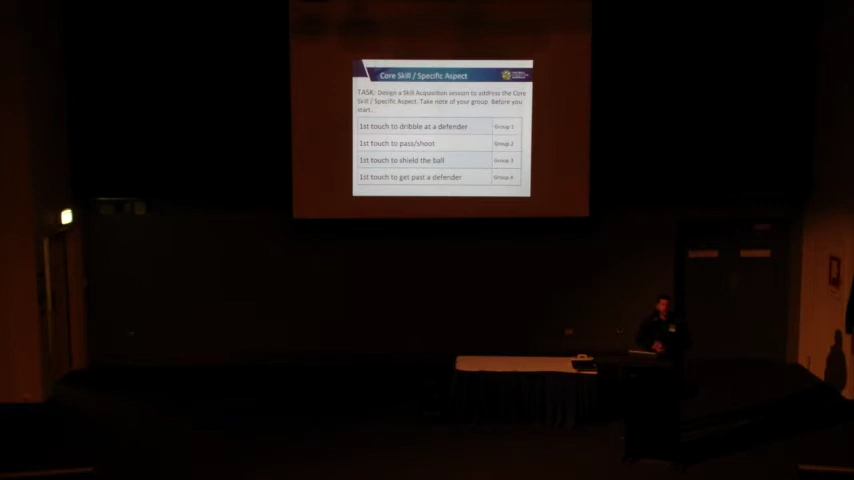 Core Skill / Specific Aspect
TASK: Design a Skill Acquisition session to address the Core
Skill / Specific Aspect. Take note of your group. Before you
start...
1st touch to dribble at a defender Group 1
1st touch to pass/shoot Group 2
1st touch to shield the ball Group 3
1st touch to get past a defender Group 4